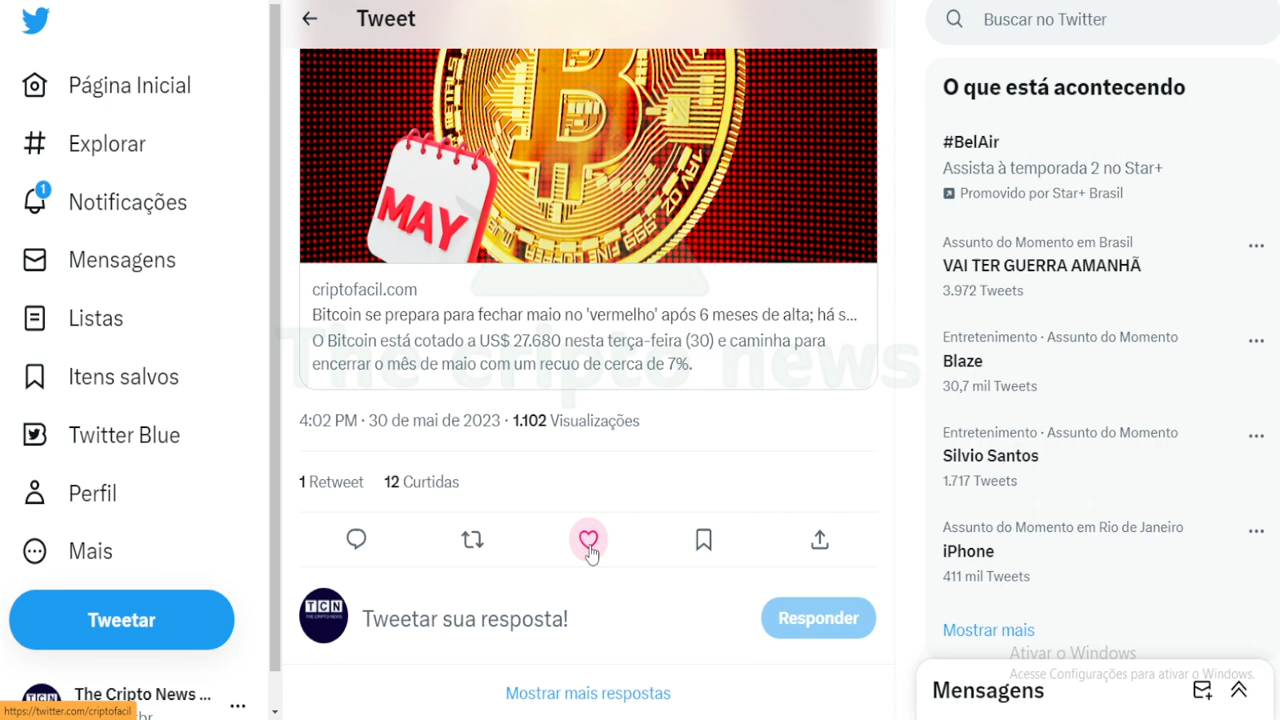 Tweet
Buscar no Twitter
Página Inicial
Explorar
1
Notificações
Mensagens
Listas
Itens salvos
Twitter Blue
Perfil
Mais
Tweetar
The Cripto News ...
https://twitter.com/criptofacil
MAY
criptofacil.com
Bitcoin se prepara para fechar maio no 'vermelho' após 6 meses de alta; há s...
O Bitcoin está cotado a US$ 27.680 nesta terça-feira (30) e caminha para
encerrar o mês de maio com um recuo de cerca de 7%.
The cripto news
4:02 PM · 30 de mai de 2023 · 1.102 Visualizações
1 Retweet 12 Curtidas
TCN
Tweetar sua resposta!
Responder
Mostrar mais respostas
O que está acontecendo
#BelAir
Assista à temporada 2 no Star+
Promovido por Star+ Brasil
Assunto do Momento em Brasil
VAI TER GUERRA AMANHÃ
3.972 Tweets
Entretenimento · Assunto do Momento
Blaze
30,7 mil Tweets
Entretenimento · Assunto do Momento
Silvio Santos
1.717 Tweets
Assunto do Momento em Rio de Janeiro
iPhone
411 mil Tweets
Mostrar mais
Ativar o Windows
Acesse Configurações para ativar o Windows.
Mensagens